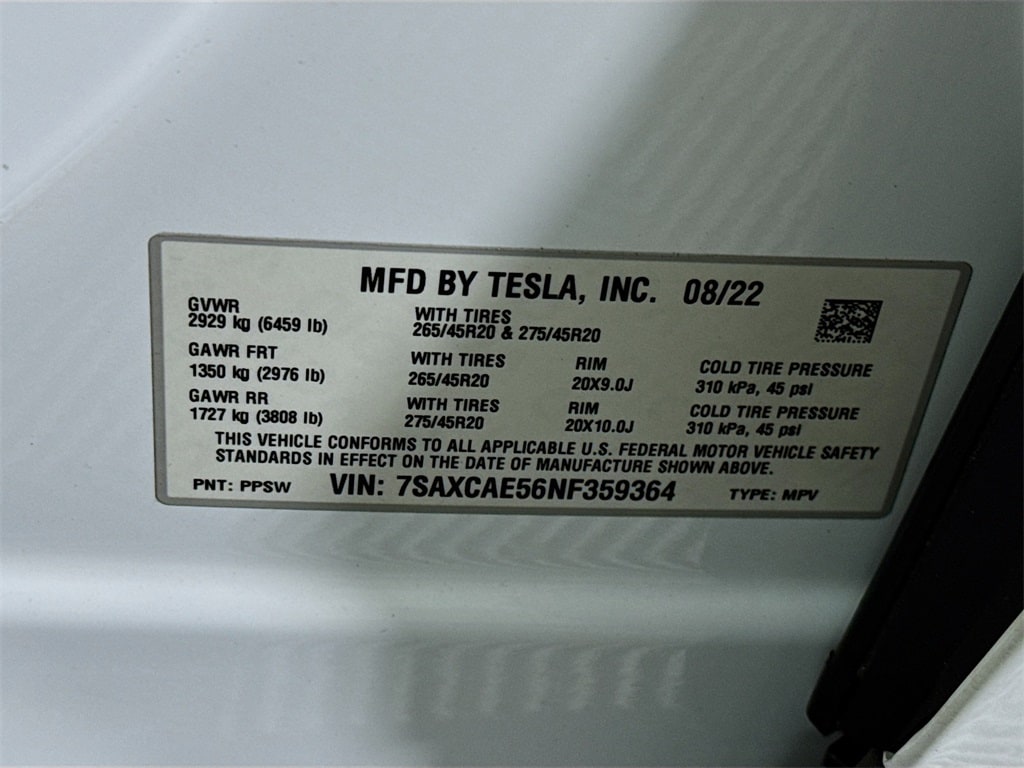 MFD BY TESLA, INC. 08/22
GVWR
2929 kg (6459 lb)
WITH TIRES
265/45R20 & 275/45R20
GAWR FRT
1350 kg (2976 lb)
WITH TIRES
265/45R20
RIM
20X9.0J
COLD TIRE PRESSURE
310 kPa, 45 psi
GAWR RR
1727 kg (3808 lb)
WITH TIRES
275/45R20
RIM
20X10.0J
COLD TIRE PRESSURE
310 kPa, 45 psi
THIS VEHICLE CONFORMS TO ALL APPLICABLE U.S. FEDERAL MOTOR VEHICLE SAFETY
STANDARDS IN EFFECT ON THE DATE OF MANUFACTURE SHOWN ABOVE.
PNT: PPSW VIN: 7SAXCAE56NF359364 TYPE: MPV